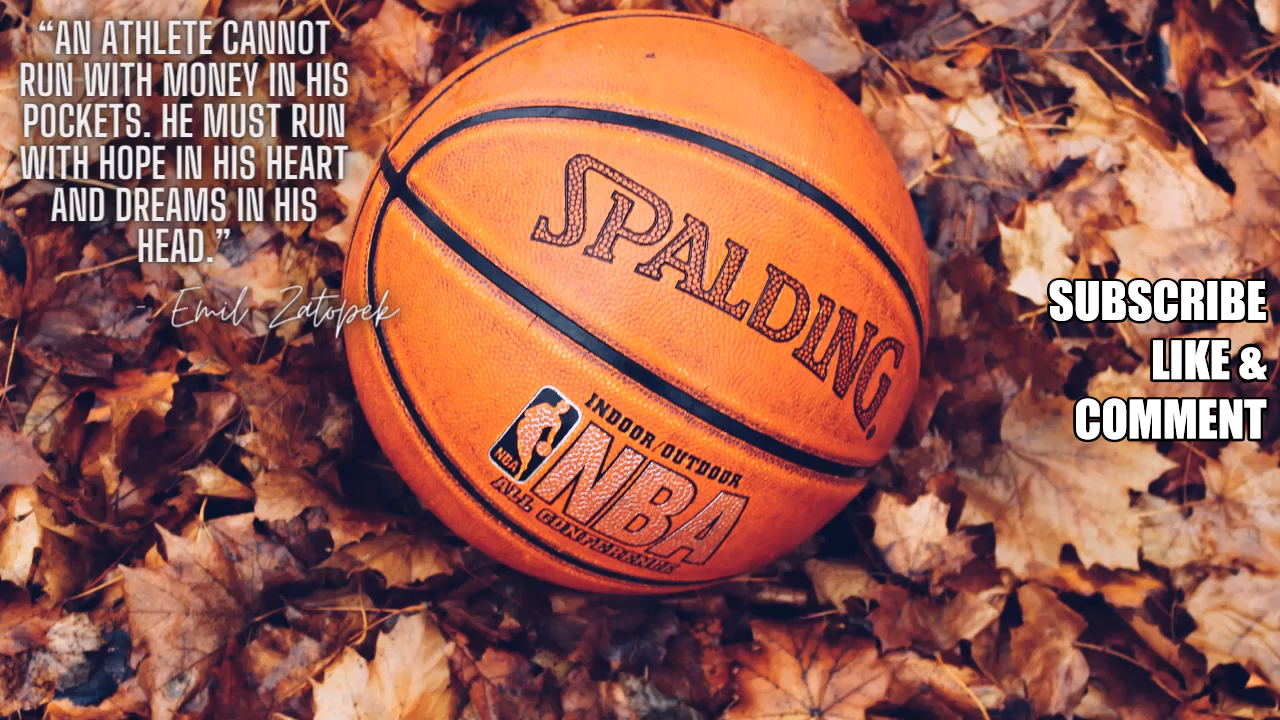 “AN ATHLETE CANNOT
RUN WITH MONEY IN HIS
POCKETS. HE MUST RUN
WITH HOPE IN HIS HEART
AND DREAMS IN HIS
HEAD.”
- Emil Zatopek
SPALDING
INDOOR/OUTDOOR
NBA
NBA
ALL CONFERENCE
SUBSCRIBE
LIKE &
COMMENT